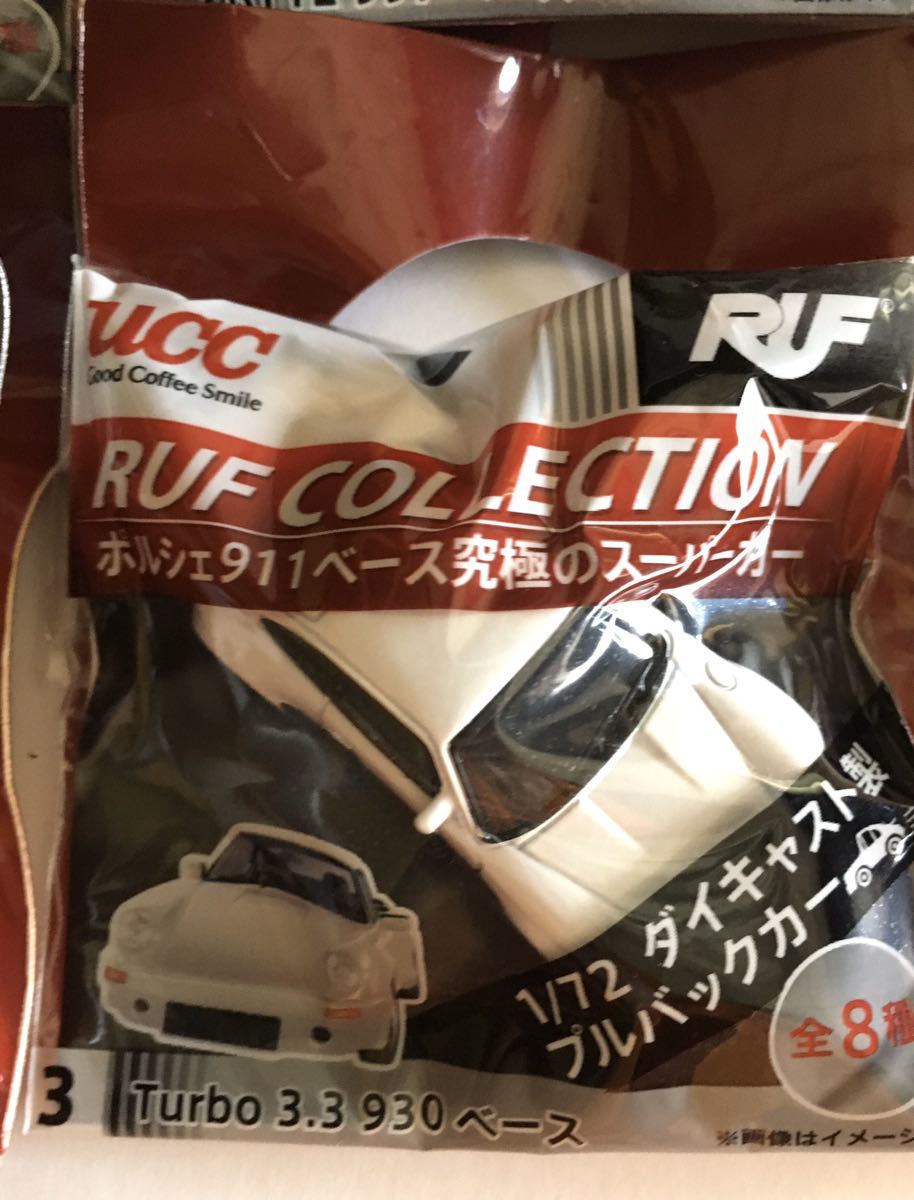 ucc
Good Coffee Smile
RUF
RUF COLLECTION
ポルシェ911ベース究極のスーパーカー
1/72 ダイキャスト製
プルバックカー
全8種
3 Turbo 3.3 930 ベース
※画像はイメージ